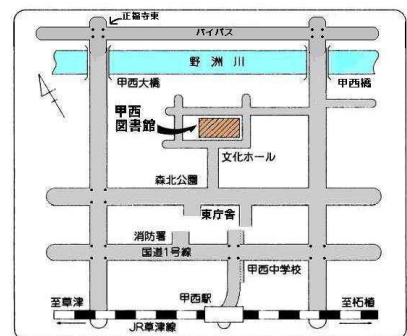 正福寺東
バイパス
野洲川
甲西大橋
甲西橋
甲西
図書館
文化ホール
森北公園
東庁舎
消防署
国道1号線
甲西中学校
至草津
甲西駅
至柘植
JR草津線